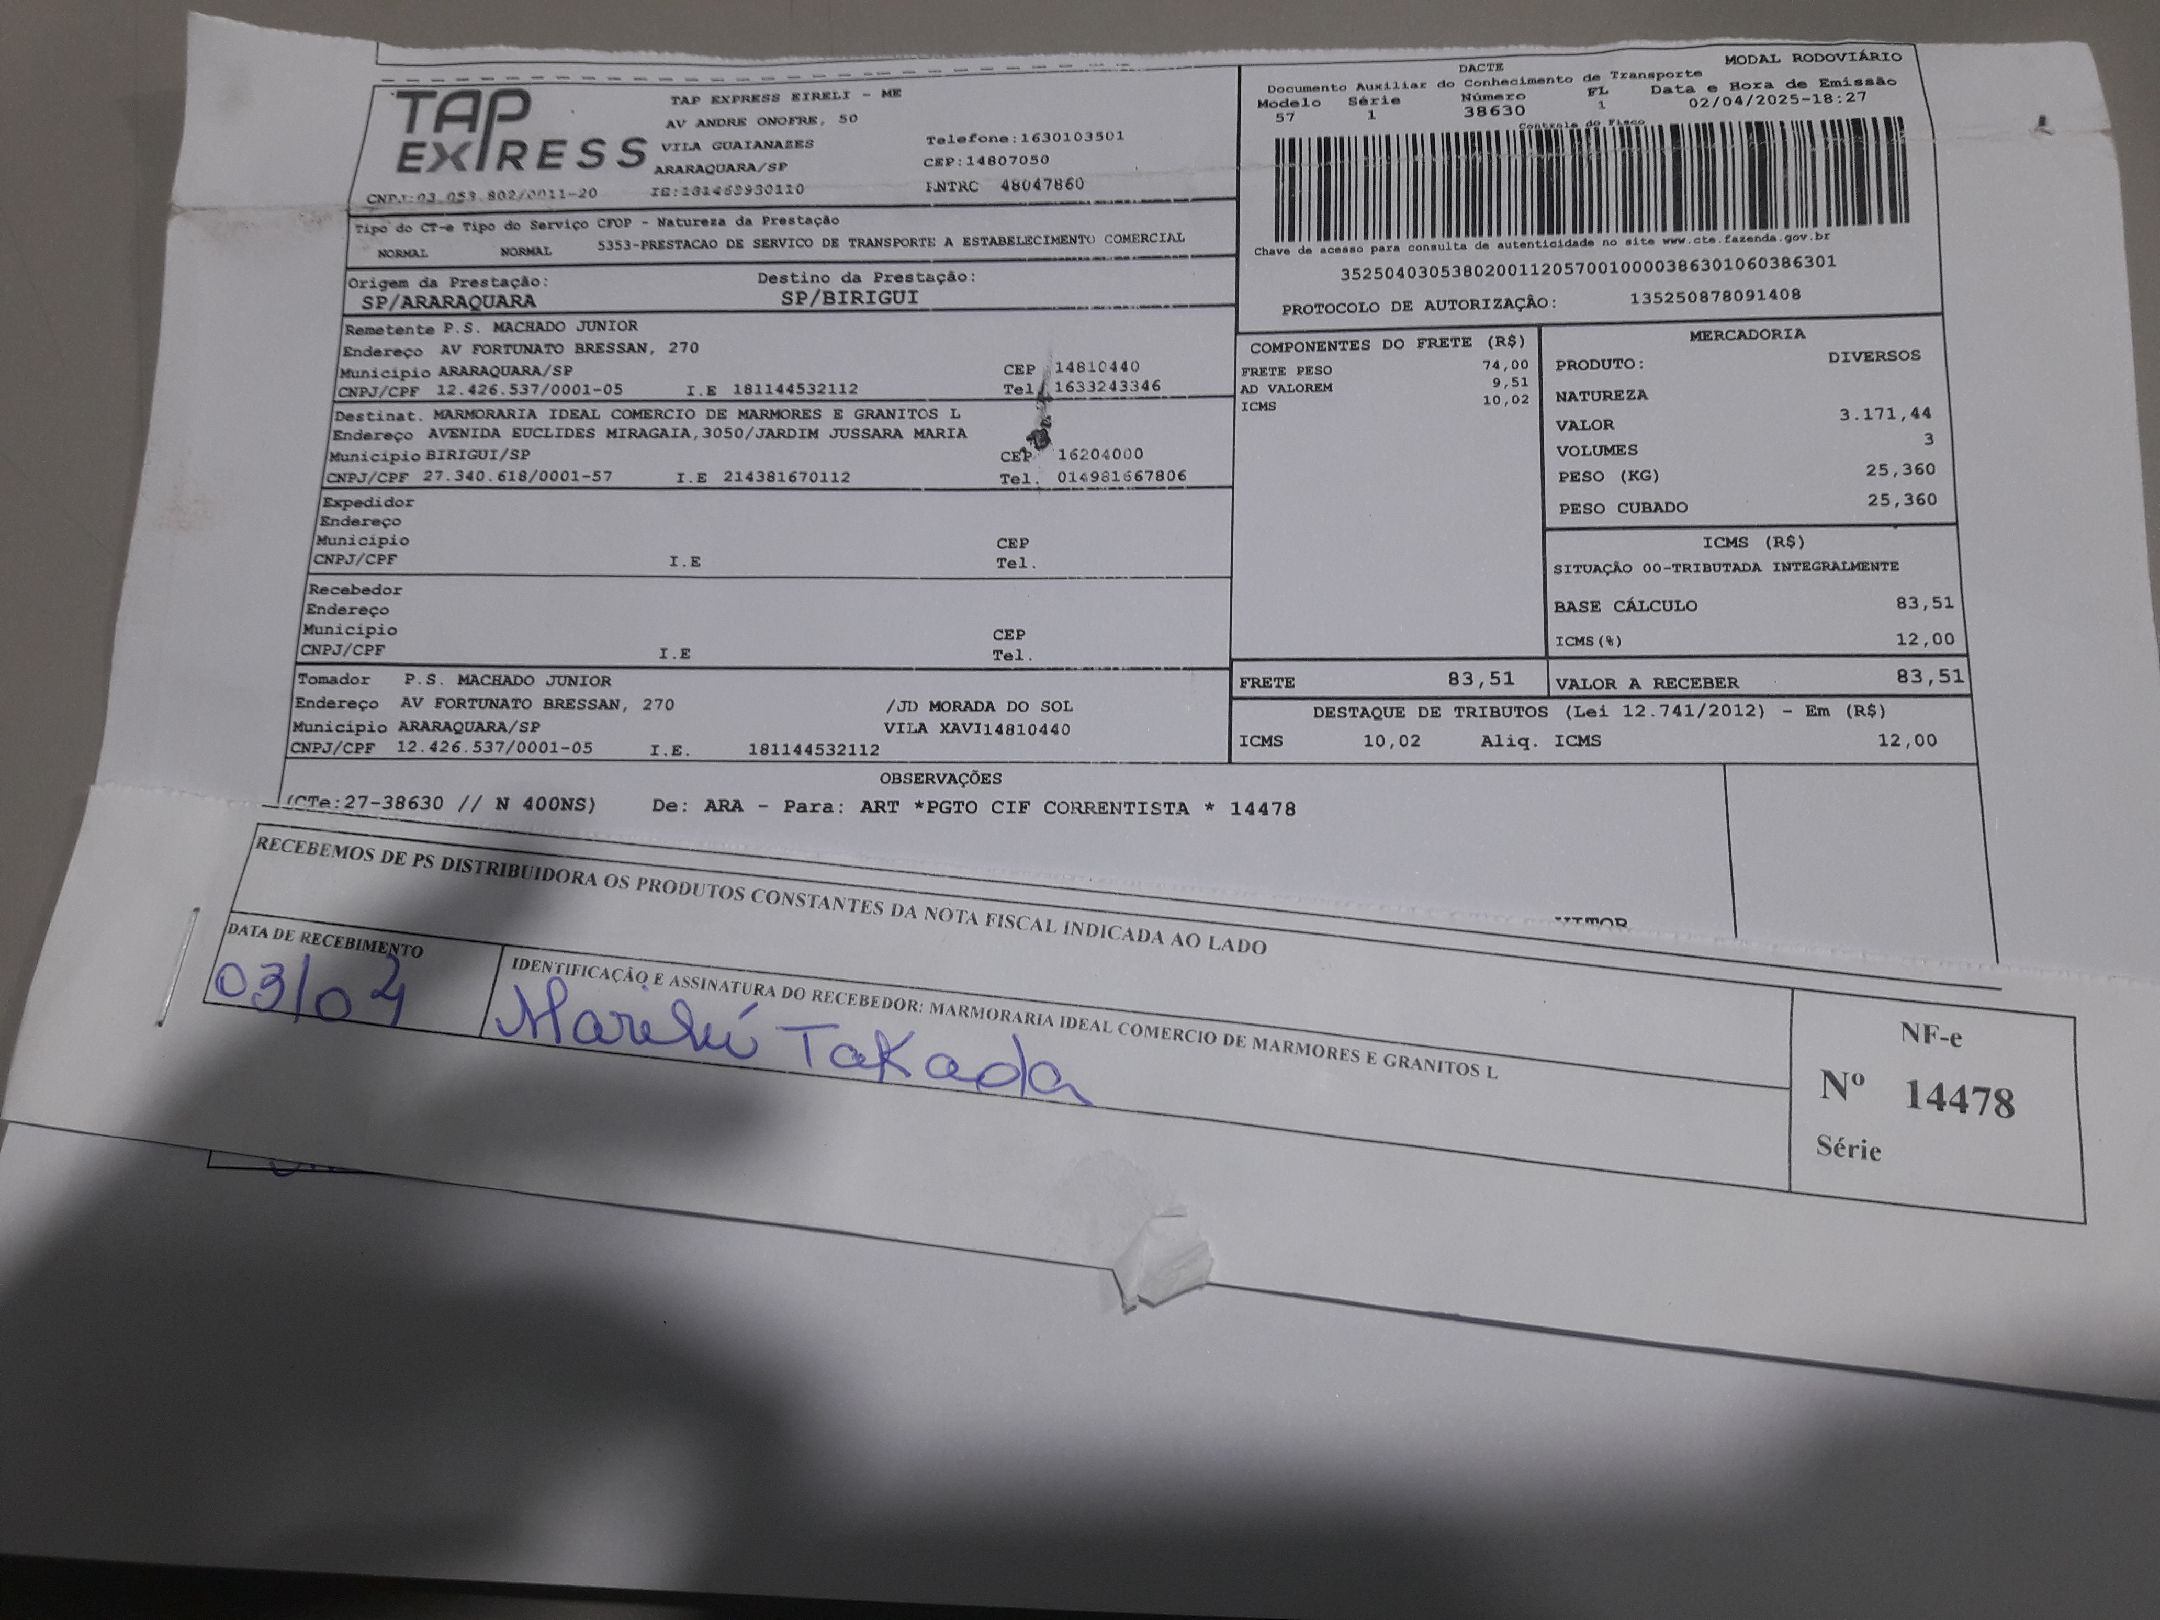 TAP EXPRESS
TAP EXPRESS EIRELI - ME
AV ANDRE ONOFRE, 50
VILA GUAIANAZES
ARARAQUARA/SP
Telefone:1630103501
CEP:14807050
CNPJ:03.053.802/0011-20 IE:181469930110 RNTRC 48047860
DACTE MODAL RODOVIÁRIO
Documento Auxiliar do Conhecimento de Transporte
Modelo Série Número FL Data e Hora de Emissão
57 1 38630 1 02/04/2025-18:27
Controle do Fisco
Chave de acesso para consulta de autenticidade no site www.cte.fazenda.gov.br
35250403053802001120570010000386301060386301
PROTOCOLO DE AUTORIZAÇÃO: 135250878091408
Tipo do CT-e Tipo do Serviço CFOP - Natureza da Prestação
NORMAL NORMAL 5353-PRESTACAO DE SERVICO DE TRANSPORTE A ESTABELECIMENTO COMERCIAL
Origem da Prestação: Destino da Prestação:
SP/ARARAQUARA SP/BIRIGUI
Remetente P.S. MACHADO JUNIOR
Endereço AV FORTUNATO BRESSAN, 270
Município ARARAQUARA/SP CEP 14810440
CNPJ/CPF 12.426.537/0001-05 I.E 181144532112 Tel. 1633243346
Destinat. MARMORARIA IDEAL COMERCIO DE MARMORES E GRANITOS L
Endereço AVENIDA EUCLIDES MIRAGAIA,3050/JARDIM JUSSARA MARIA
Município BIRIGUI/SP CEP 16204000
CNPJ/CPF 27.340.618/0001-57 I.E 214381670112 Tel. 014981667806
Expedidor
Endereço
Município CEP
CNPJ/CPF I.E Tel.
Recebedor
Endereço
Município CEP
CNPJ/CPF I.E Tel.
Tomador P.S. MACHADO JUNIOR
Endereço AV FORTUNATO BRESSAN, 270 /JD MORADA DO SOL
Município ARARAQUARA/SP VILA XAVI14810440
CNPJ/CPF 12.426.537/0001-05 I.E. 181144532112
COMPONENTES DO FRETE (R$)
FRETE PESO 74,00
AD VALOREM 9,51
ICMS 10,02
MERCADORIA
PRODUTO: DIVERSOS
NATUREZA
VALOR 3.171,44
VOLUMES 3
PESO (KG) 25,360
PESO CUBADO 25,360
ICMS (R$)
SITUAÇÃO 00-TRIBUTADA INTEGRALMENTE
BASE CÁLCULO 83,51
ICMS(%) 12,00
FRETE 83,51 VALOR A RECEBER 83,51
DESTAQUE DE TRIBUTOS (Lei 12.741/2012) - Em (R$)
ICMS 10,02 Aliq. ICMS 12,00
OBSERVAÇÕES
(CTe:27-38630 // N 400NS) De: ARA - Para: ART *PGTO CIF CORRENTISTA * 14478
VITOR
RECEBEMOS DE PS DISTRIBUIDORA OS PRODUTOS CONSTANTES DA NOTA FISCAL INDICADA AO LADO
DATA DE RECEBIMENTO
03/04
IDENTIFICAÇÃO E ASSINATURA DO RECEBEDOR: MARMORARIA IDEAL COMERCIO DE MARMORES E GRANITOS L
Takada
NF-e
Nº 14478
Série